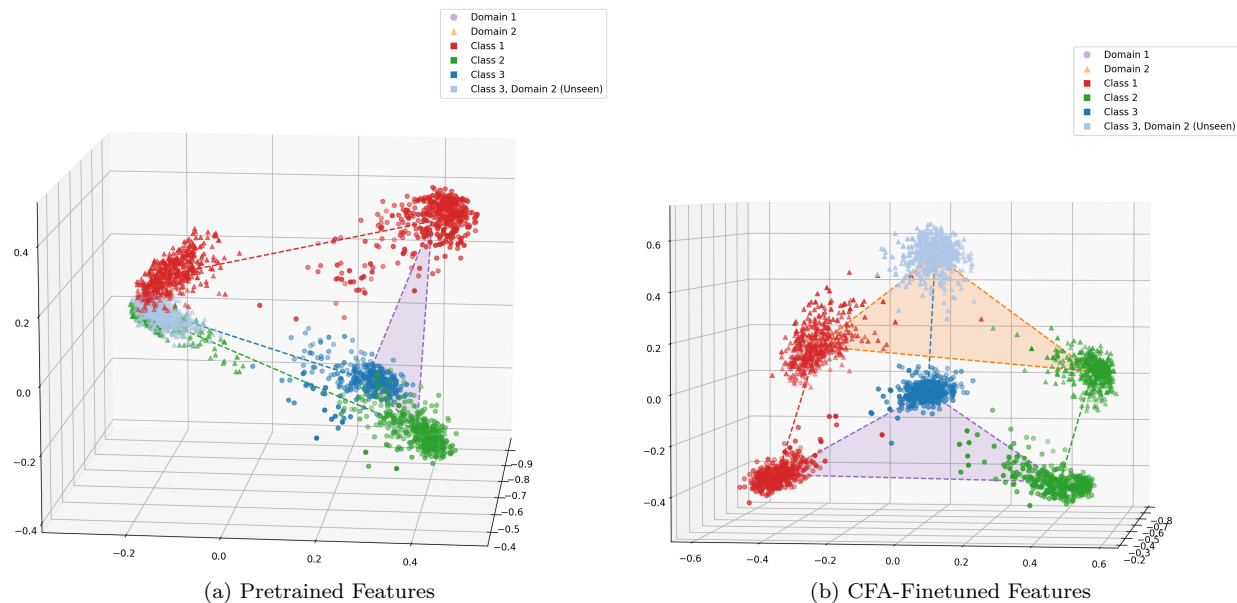 Domain 1
Domain 2
Class 1
Class 2
Class 3
Class 3, Domain 2 (Unseen)
0.4
0.2
0.0
−0.2
−0.4
−0.2
0.0
0.2
0.4
−0.9
−0.8
−0.7
−0.6
−0.5
−0.4
(a) Pretrained Features
Domain 1
Domain 2
Class 1
Class 2
Class 3
Class 3, Domain 2 (Unseen)
0.6
0.4
0.2
0.0
−0.2
−0.4
−0.6
−0.4
−0.2
0.0
0.2
0.4
0.6
−0.8
−0.3
−0.2
(b) CFA-Finetuned Features